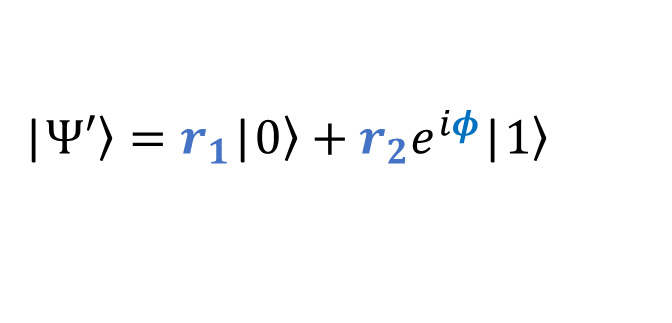 |Ψ′⟩ = r₁|0⟩ + r₂e^{iϕ}|1⟩